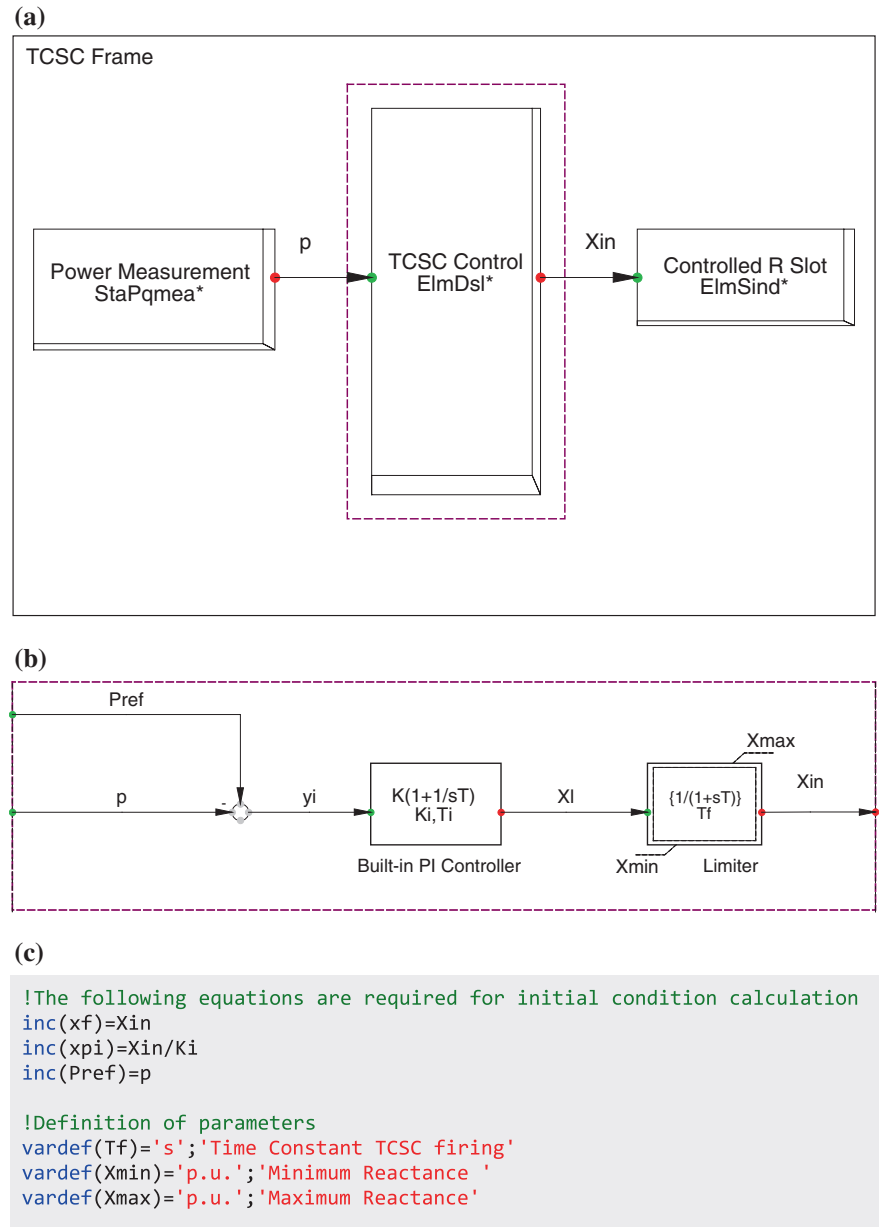 (a)
TCSC Frame
p
Xin
Power Measurement
StaPqmea*
TCSC Control
ElmDsl*
Controlled R Slot
ElmSind*
(b)
Pref
Xmax
p
-
yi
K(1+1/sT)
Ki,Ti
Xl
{1/(1+sT)}
Tf
Xin
Built-in PI Controller
Xmin
Limiter
(c)
!The following equations are required for initial condition calculation
inc(xf)=Xin
inc(xpi)=Xin/Ki
inc(Pref)=p
!Definition of parameters
vardef(Tf)='s';'Time Constant TCSC firing'
vardef(Xmin)='p.u.';'Minimum Reactance '
vardef(Xmax)='p.u.';'Maximum Reactance'